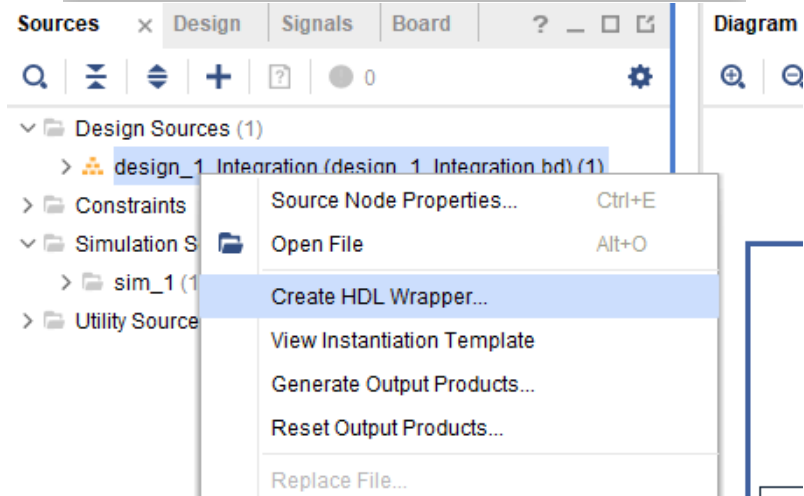 Sources × Design Signals Board ? Diagram
0
Design Sources (1)
design_1_Integration (design_1_Integration.bd) (1)
Constraints
Source Node Properties... Ctrl+E
Simulation S
Open File Alt+O
sim_1 (1
Create HDL Wrapper...
Utility Source
View Instantiation Template
Generate Output Products...
Reset Output Products...
Replace File...